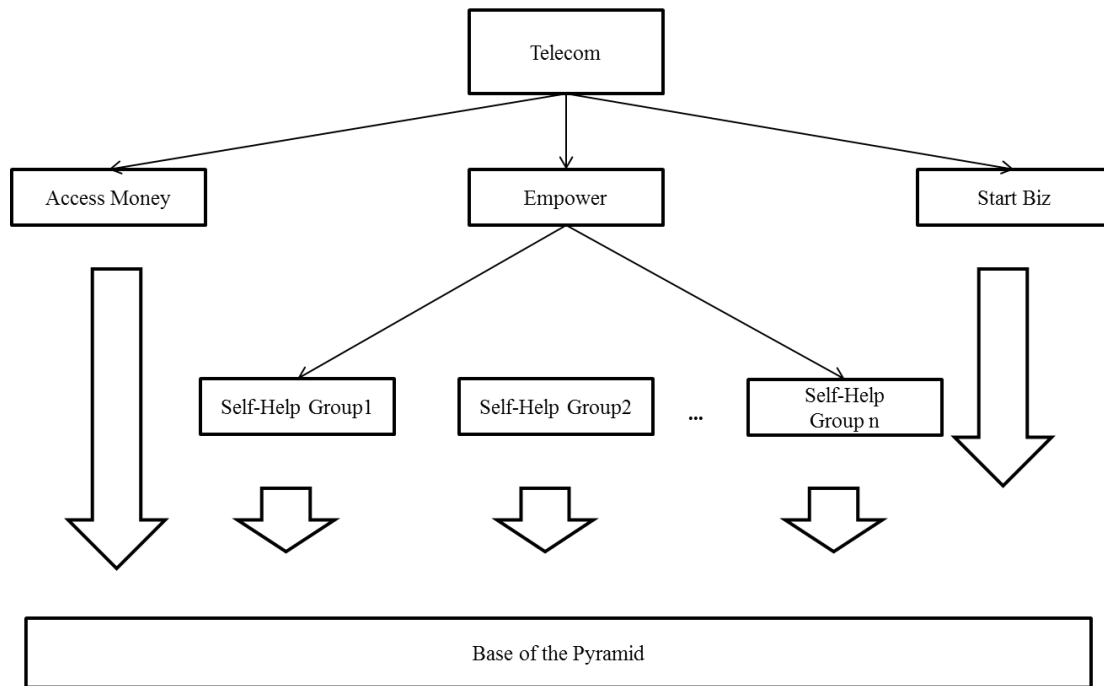 Telecom
Access Money
Empower
Start Biz
Self-Help Group1
Self-Help Group2
...
Self-Help
Group n
Base of the Pyramid